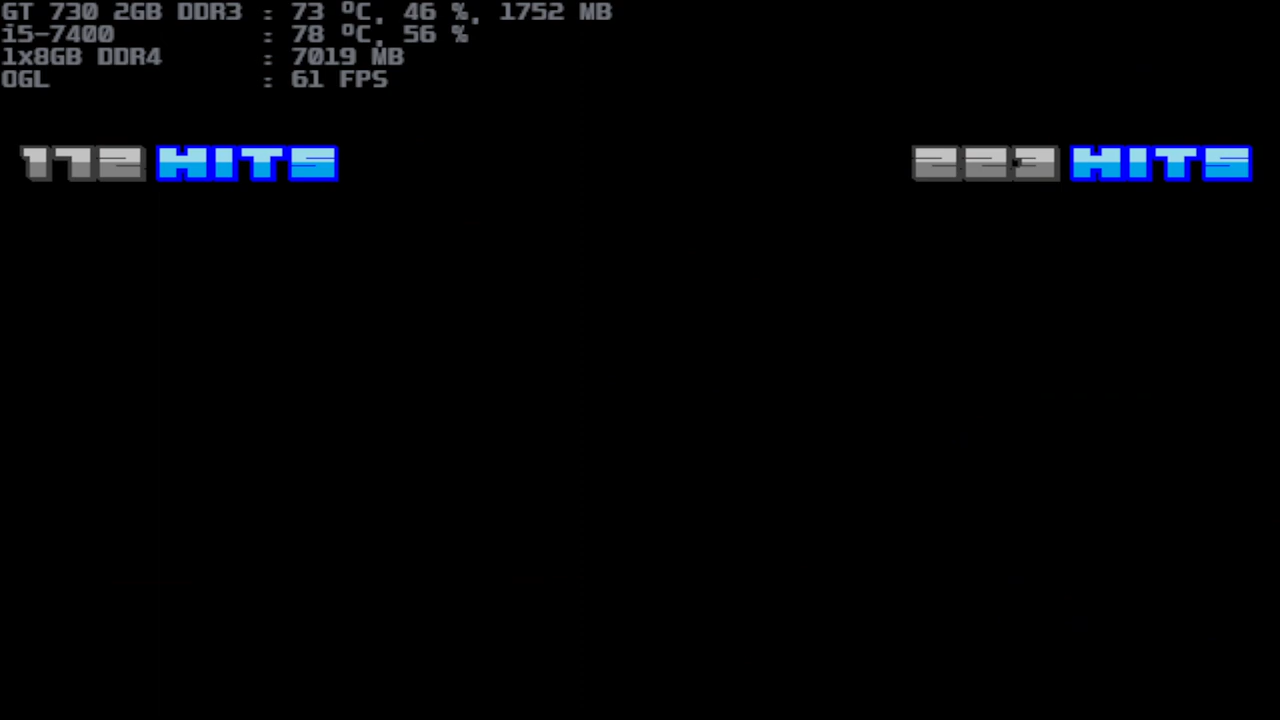 GT 730 2GB DDR3 : 73 ºC, 46 %, 1752 MB
i5-7400 : 78 ºC, 56 %
1x8GB DDR4 : 7019 MB
OGL : 61 FPS
172 HITS
223 HITS